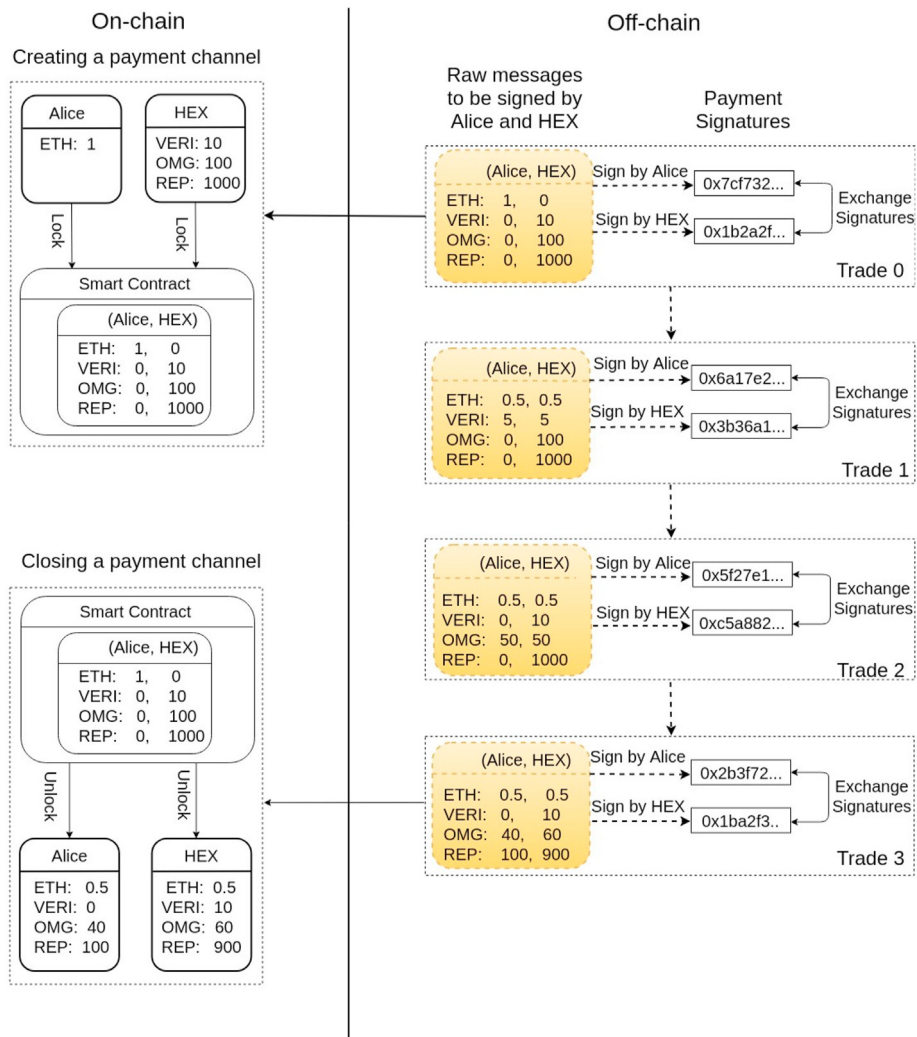 On-chain
Creating a payment channel
Alice
ETH: 1
HEX
VERI: 10
OMG: 100
REP: 1000
Lock
Lock
Smart Contract
(Alice, HEX)
ETH: 1, 0
VERI: 0, 10
OMG: 0, 100
REP: 0, 1000
Closing a payment channel
Smart Contract
(Alice, HEX)
ETH: 1, 0
VERI: 0, 10
OMG: 0, 100
REP: 0, 1000
Unlock
Unlock
Alice
ETH: 0.5
VERI: 0
OMG: 40
REP: 100
HEX
ETH: 0.5
VERI: 10
OMG: 60
REP: 900
Off-chain
Raw messages
to be signed by
Alice and HEX
Payment
Signatures
(Alice, HEX)
ETH: 1, 0
VERI: 0, 10
OMG: 0, 100
REP: 0, 1000
Sign by Alice
Sign by HEX
0x7cf732...
0x1b2a2f...
Exchange
Signatures
Trade 0
(Alice, HEX)
ETH: 0.5, 0.5
VERI: 5, 5
OMG: 0, 100
REP: 0, 1000
Sign by Alice
Sign by HEX
0x6a17e2...
0x3b36a1...
Exchange
Signatures
Trade 1
(Alice, HEX)
ETH: 0.5, 0.5
VERI: 0, 10
OMG: 50, 50
REP: 0, 1000
Sign by Alice
Sign by HEX
0x5f27e1...
0xc5a882...
Exchange
Signatures
Trade 2
(Alice, HEX)
ETH: 0.5, 0.5
VERI: 0, 10
OMG: 40, 60
REP: 100, 900
Sign by Alice
Sign by HEX
0x2b3f72...
0x1ba2f3..
Exchange
Signatures
Trade 3